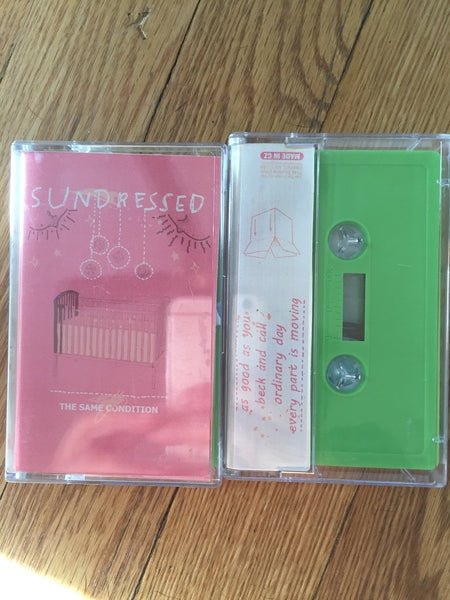 SUNDRESSED
THE SAME CONDITION
MADE IN GZ
as good as you
beck and call
ordinary day
every part is moving